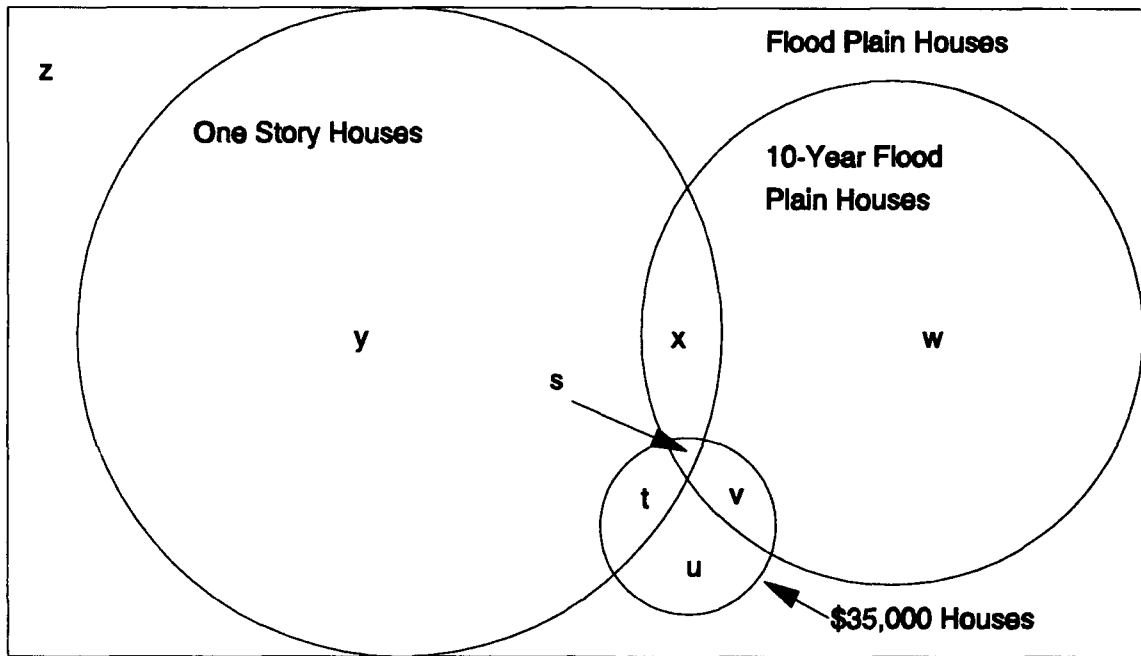 Flood Plain Houses
z
One Story Houses
10-Year Flood
Plain Houses
y
x
w
s
t
v
u
$35,000 Houses